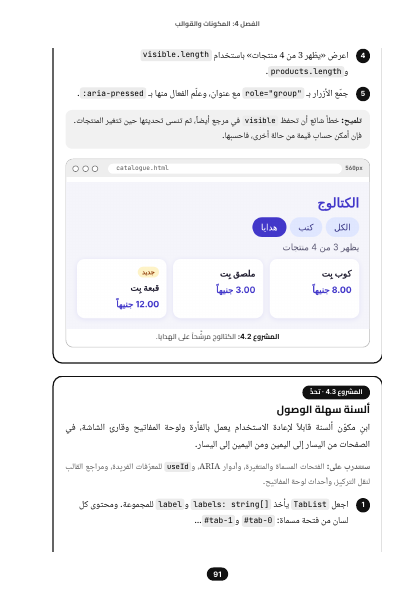 الفصل 4: المكونات والقوالب
4 اعرض «يظهر 3 من 4 منتجات» باستخدام visible.length
و products.length.
5 جمّع الأزرار بـ role="group" مع عنوان، وعلّم الفعّال منها بـ :aria-pressed.
تلميح: خطأ شائع أن تحفظ visible في مرجع أيضاً، ثم تنسى تحديثها حين تتغير المنتجات.
فإن أمكن حساب قيمة من حالة أخرى، فاحسبها.
catalogue.html 560px
الكتالوج
الكل كتب هدايا
يظهر 3 من 4 منتجات
كوب يِت
8.00 جنيهاً
ملصق يِت
3.00 جنيهاً
جديد
قبعة يِت
12.00 جنيهاً
المشروع 4.2: الكتالوج مرشّحاً على الهدايا.
المشروع 4.3 · تحدٍّ
ألسنة سهلة الوصول
ابنِ مكوّن ألسنة قابلاً لإعادة الاستخدام يعمل بالفأرة ولوحة المفاتيح وقارئ الشاشة، في
الصفحات من اليسار إلى اليمين ومن اليمين إلى اليسار.
ستتدرب على: الفتحات المسماة والمتغيرة، وأدوار ARIA، و useId للمعرّفات الفريدة، ومراجع القالب
لنقل التركيز، وأحداث لوحة المفاتيح.
1 اجعل TabList يأخذ labels: string[] و label للمجموعة. ومحتوى كل
لسان من فتحة مسماة: #tab-0 و #tab-1 ...
91